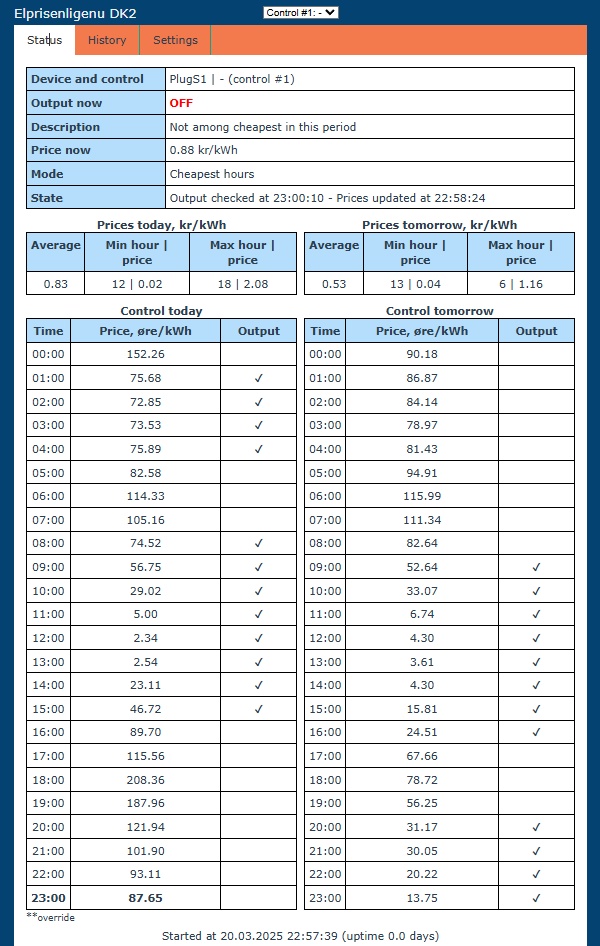 Elprisenligenu DK2
Control #1: -
Status History Settings
Device and control PlugS1 | - (control #1)
Output now OFF
Description Not among cheapest in this period
Price now 0.88 kr/kWh
Mode Cheapest hours
State Output checked at 23:00:10 - Prices updated at 22:58:24
Prices today, kr/kWh
Average Min hour | price Max hour | price
0.83 12 | 0.02 18 | 2.08
Prices tomorrow, kr/kWh
Average Min hour | price Max hour | price
0.53 13 | 0.04 6 | 1.16
Control today
Time Price, øre/kWh Output
00:00 152.26
01:00 75.68 ✓
02:00 72.85 ✓
03:00 73.53 ✓
04:00 75.89 ✓
05:00 82.58
06:00 114.33
07:00 105.16
08:00 74.52 ✓
09:00 56.75 ✓
10:00 29.02 ✓
11:00 5.00 ✓
12:00 2.34 ✓
13:00 2.54 ✓
14:00 23.11 ✓
15:00 46.72 ✓
16:00 89.70
17:00 115.56
18:00 208.36
19:00 187.96
20:00 121.94
21:00 101.90
22:00 93.11
23:00 87.65
Control tomorrow
Time Price, øre/kWh Output
00:00 90.18
01:00 86.87
02:00 84.14
03:00 78.97
04:00 81.43
05:00 94.91
06:00 115.99
07:00 111.34
08:00 82.64
09:00 52.64 ✓
10:00 33.07 ✓
11:00 6.74 ✓
12:00 4.30 ✓
13:00 3.61 ✓
14:00 4.30 ✓
15:00 15.81 ✓
16:00 24.51 ✓
17:00 67.66
18:00 78.72
19:00 56.25
20:00 31.17 ✓
21:00 30.05 ✓
22:00 20.22 ✓
23:00 13.75 ✓
**override
Started at 20.03.2025 22:57:39 (uptime 0.0 days)